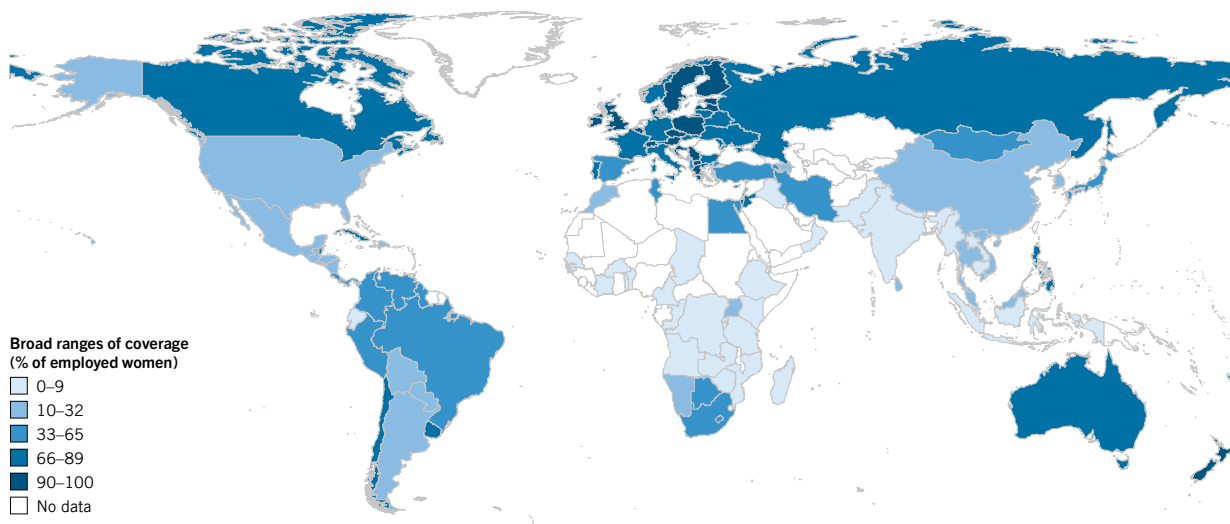 Broad ranges of coverage
(% of employed women)
0–9
10–32
33–65
66–89
90–100
No data